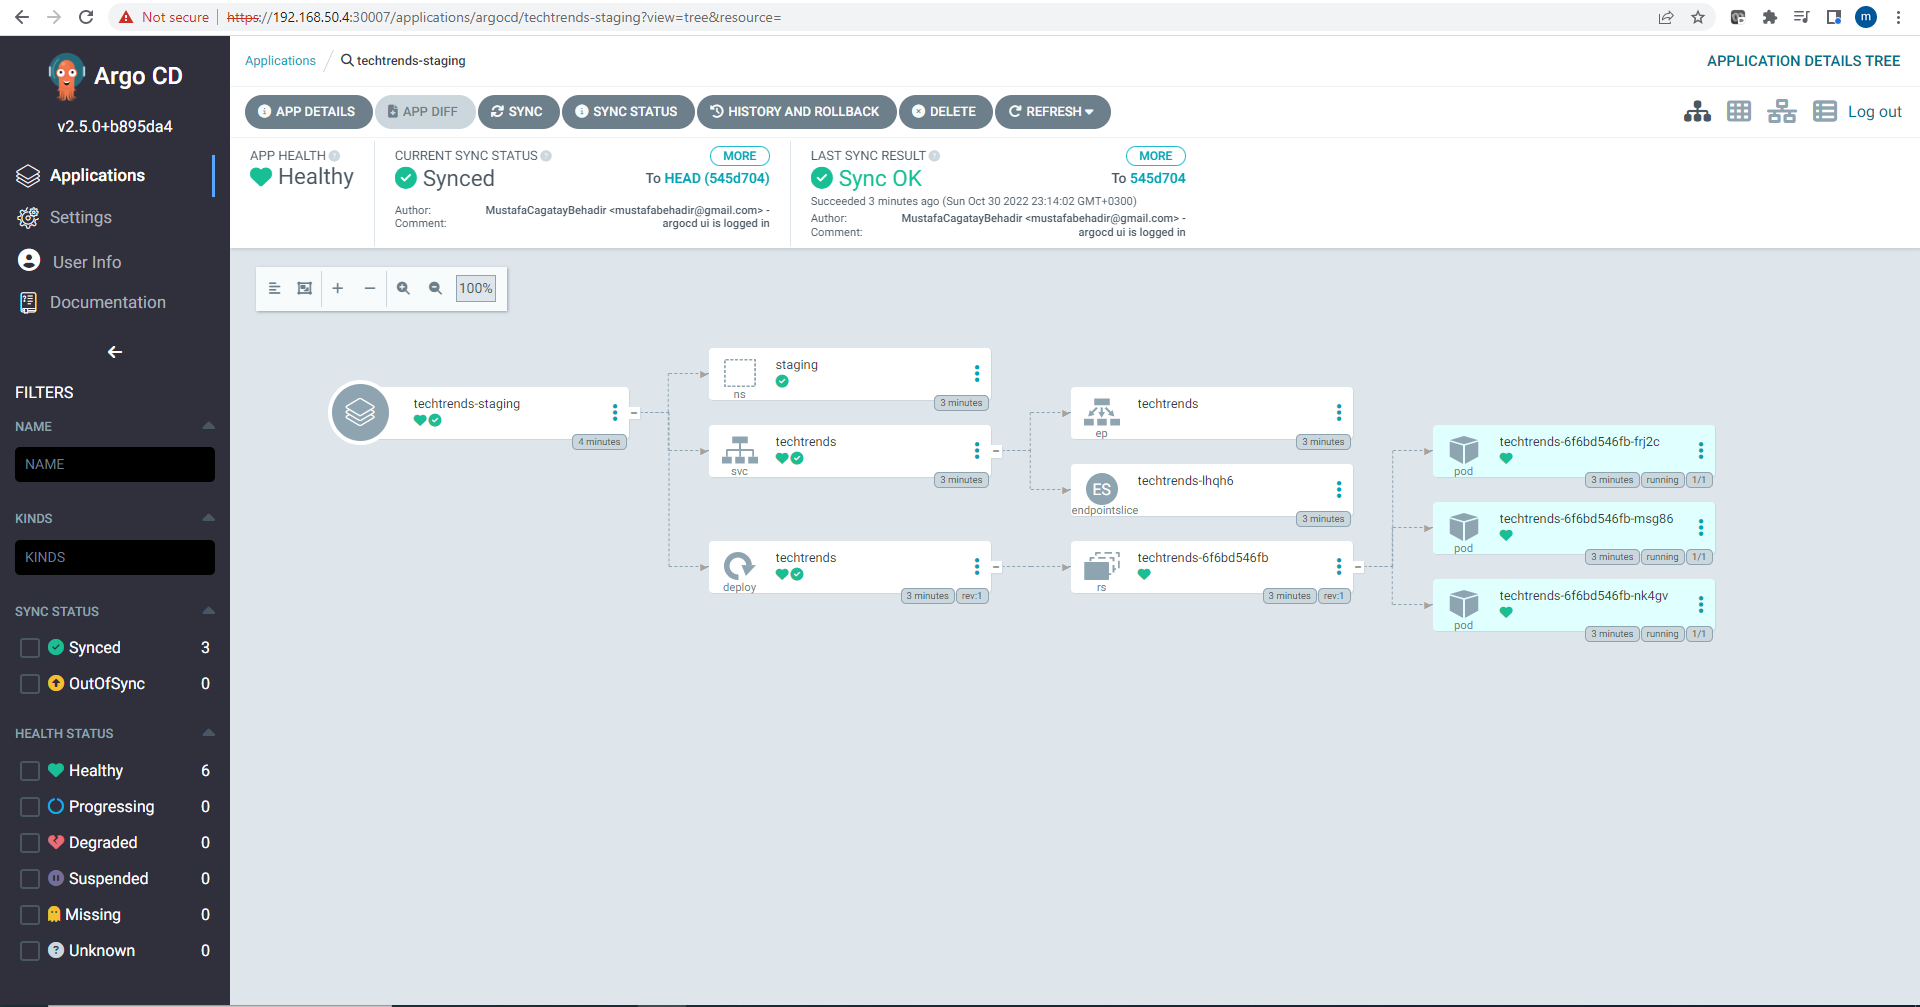 Not secure
https://192.168.50.4:30007/applications/argocd/techtrends-staging?view=tree&resource=
m
Argo CD
v2.5.0+b895da4
Applications
Settings
User Info
Documentation
FILTERS
NAME
NAME
KINDS
KINDS
SYNC STATUS
Synced 3
OutOfSync 0
HEALTH STATUS
Healthy 6
Progressing 0
Degraded 0
Suspended 0
Missing 0
Unknown 0
Applications / techtrends-staging
APPLICATION DETAILS TREE
APP DETAILS
APP DIFF
SYNC
SYNC STATUS
HISTORY AND ROLLBACK
DELETE
REFRESH
Log out
APP HEALTH
Healthy
CURRENT SYNC STATUS
MORE
Synced
To HEAD (545d704)
Author: MustafaCagatayBehadir <mustafabehadir@gmail.com> -
Comment: argocd ui is logged in
LAST SYNC RESULT
MORE
Sync OK
To 545d704
Succeeded 3 minutes ago (Sun Oct 30 2022 23:14:02 GMT+0300)
Author: MustafaCagatayBehadir <mustafabehadir@gmail.com> -
Comment: argocd ui is logged in
100%
techtrends-staging
4 minutes
staging
ns
3 minutes
techtrends
svc
3 minutes
techtrends
deploy
3 minutes rev:1
techtrends
ep
3 minutes
ES
techtrends-lhqh6
endpointslice
3 minutes
techtrends-6f6bd546fb
rs
3 minutes rev:1
techtrends-6f6bd546fb-frj2c
pod
3 minutes running 1/1
techtrends-6f6bd546fb-msg86
pod
3 minutes running 1/1
techtrends-6f6bd546fb-nk4gv
pod
3 minutes running 1/1